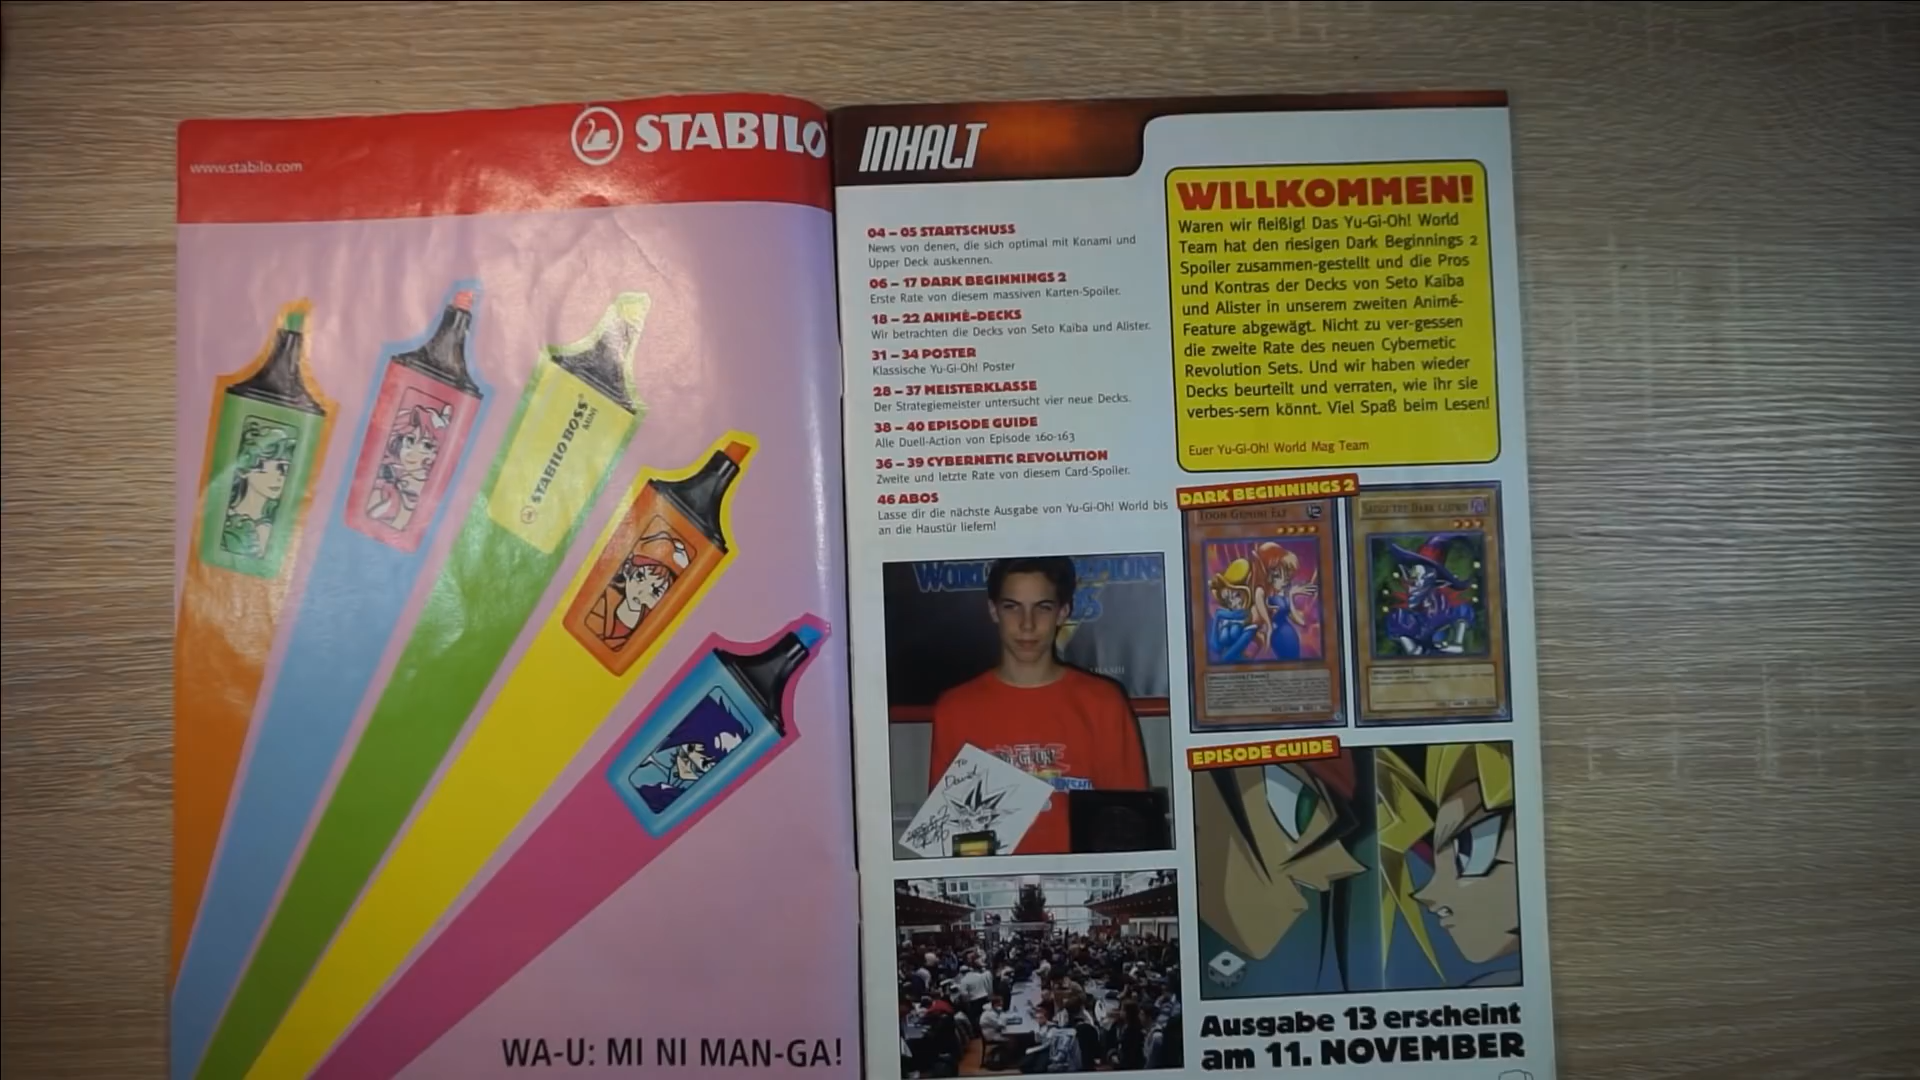 www.stabilo.com
STABILO
STABILO BOSS®
MINI
WA-U: MI NI MAN-GA!
INHALT
04 – 05 STARTSCHUSS
News von denen, die sich optimal mit Konami und
Upper Deck auskennen.
06 – 17 DARK BEGINNINGS 2
Erste Rate von diesem massiven Karten-Spoiler.
18 – 22 ANIMÉ-DECKS
Wir betrachten die Decks von Seto Kaiba und Alister.
31 – 34 POSTER
Klassische Yu-Gi-Oh! Poster
28 – 37 MEISTERKLASSE
Der Strategiemeister untersucht vier neue Decks.
38 – 40 EPISODE GUIDE
Alle Duell-Action von Episode 160-163
36 – 39 CYBERNETIC REVOLUTION
Zweite und letzte Rate von diesem Card-Spoiler.
46 ABOS
Lasse dir die nächste Ausgabe von Yu-Gi-Oh! World bis
an die Haustür liefern!
To
David
WILLKOMMEN!
Waren wir fleißig! Das Yu-Gi-Oh! World
Team hat den riesigen Dark Beginnings 2
Spoiler zusammen-gestellt und die Pros
und Kontras der Decks von Seto Kaiba
und Alister in unserem zweiten Animé-
Feature abgewägt. Nicht zu ver-gessen
die zweite Rate des neuen Cybernetic
Revolution Sets. Und wir haben wieder
Decks beurteilt und verraten, wie ihr sie
verbes-sern könnt. Viel Spaß beim Lesen!
Euer Yu-Gi-Oh! World Mag Team
DARK BEGINNINGS 2
Toon Gemini Elf
Saggi the Dark Clown
EPISODE GUIDE
Ausgabe 13 erscheint
am 11. NOVEMBER